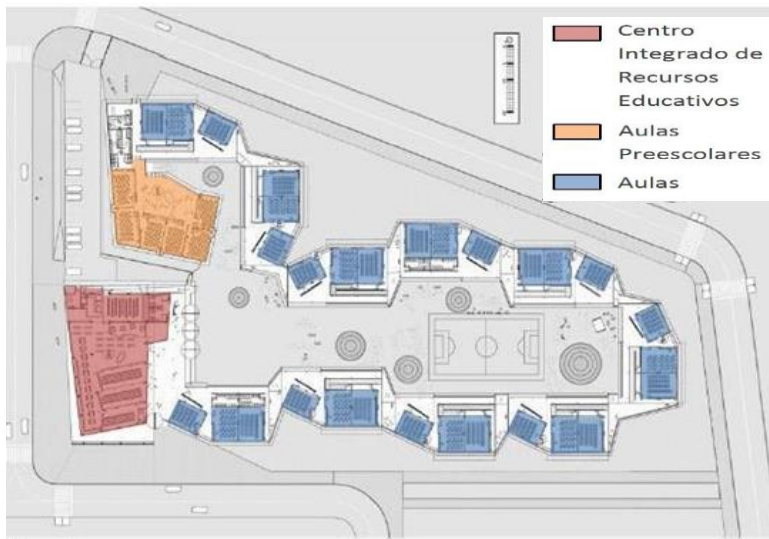 Centro
Integrado de
Recursos
Educativos
Aulas
Preescolares
Aulas